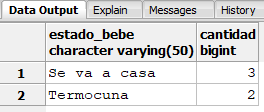 Data Output Explain Messages History
estado_bebe cantidad
character varying(50) bigint
1 Se va a casa 3
2 Termocuna 2